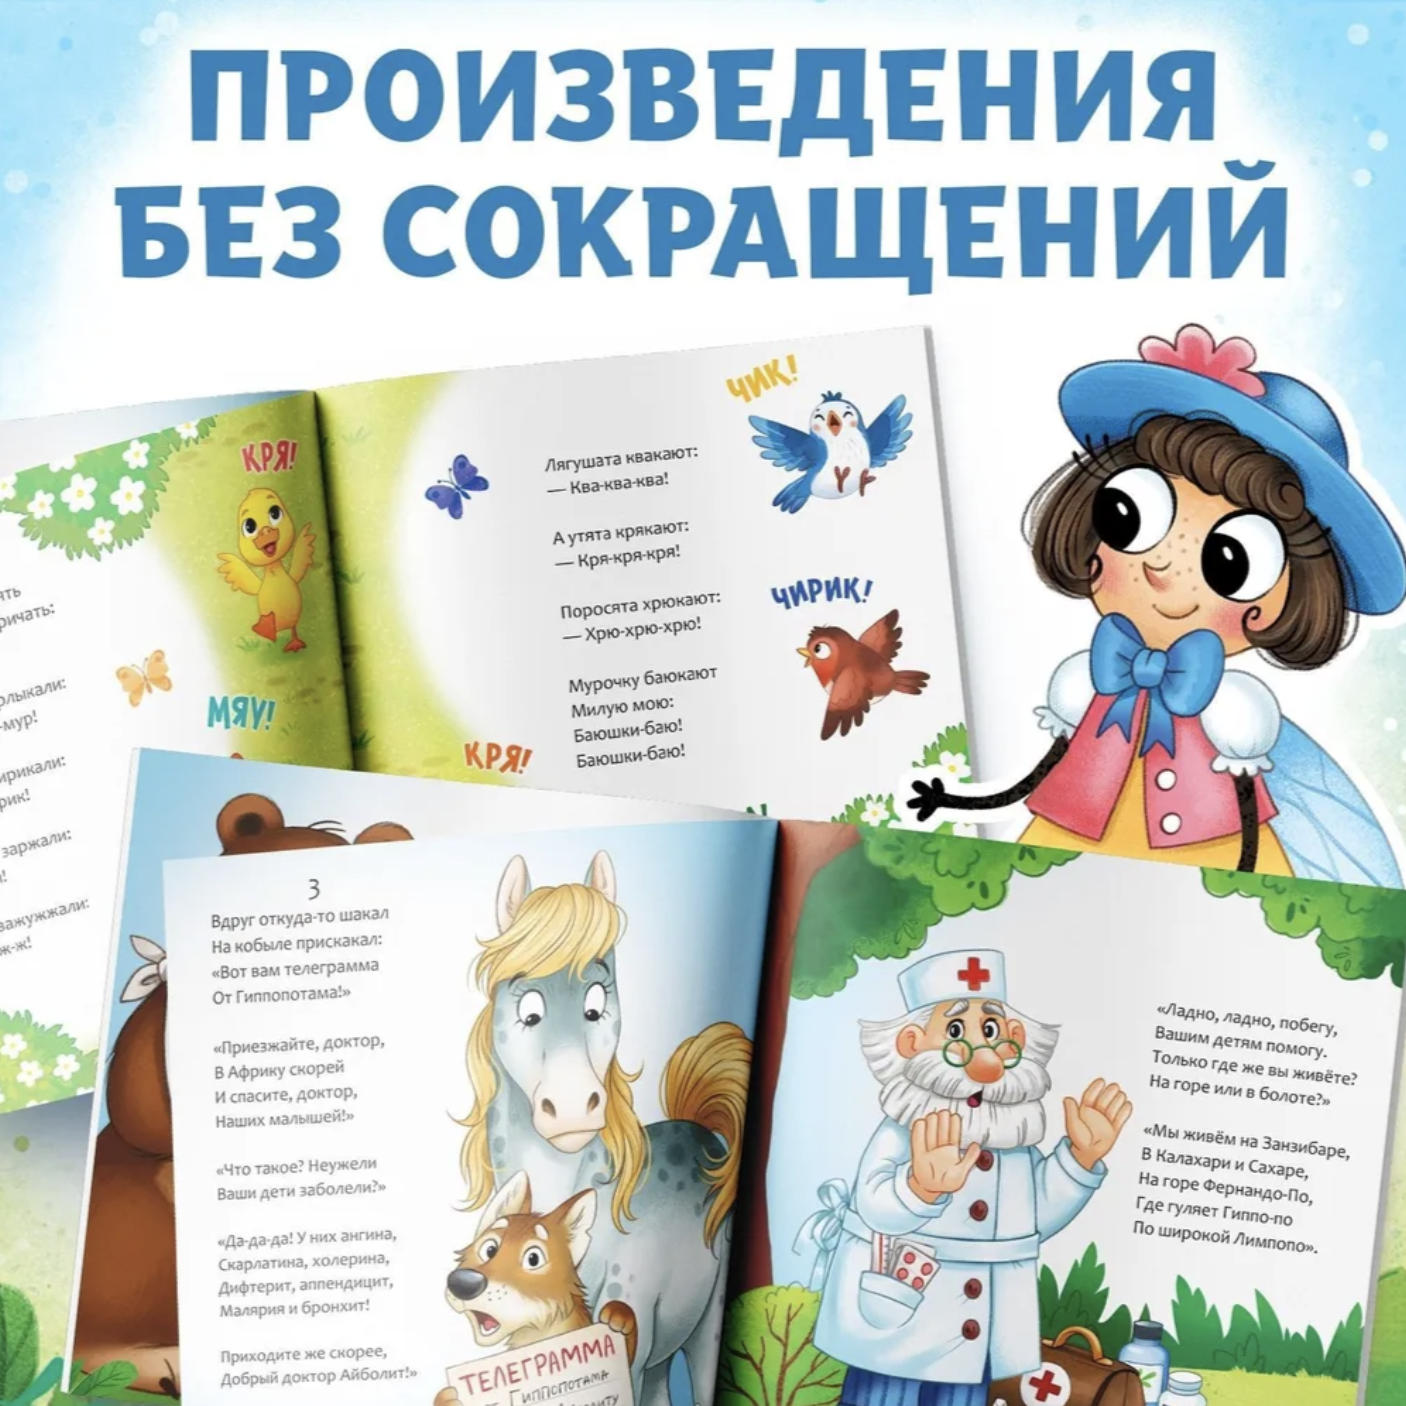 ПРОИЗВЕДЕНИЯ
БЕЗ СОКРАЩЕНИЙ
КРЯ!
МЯУ!
КРЯ!
ЧИК!
ЧИРИК!
Лягушата квакают:
— Ква-ква-ква!
А утята крякают:
— Кря-кря-кря!
Поросята хрюкают:
— Хрю-хрю-хрю!
Мурочку баюкают
Милую мою:
Баюшки-баю!
Баюшки-баю!
3
Вдруг откуда-то шакал
На кобыле прискакал:
«Вот вам телеграмма
От Гиппопотама!»
«Приезжайте, доктор,
В Африку скорей
И спасите, доктор,
Наших малышей!»
«Что такое? Неужели
Ваши дети заболели?»
«Да-да-да! У них ангина,
Скарлатина, холерина,
Дифтерит, аппендицит,
Малярия и бронхит!
Приходите же скорее,
Добрый доктор Айболит!»
ТЕЛЕГРАММА
ГИППОПОТАМА
«Ладно, ладно, побегу,
Вашим детям помогу.
Только где же вы живёте?
На горе или в болоте?»
«Мы живём на Занзибаре,
В Калахари и Сахаре,
На горе Фернандо-По,
Где гуляет Гиппо-по
По широкой Лимпопо».